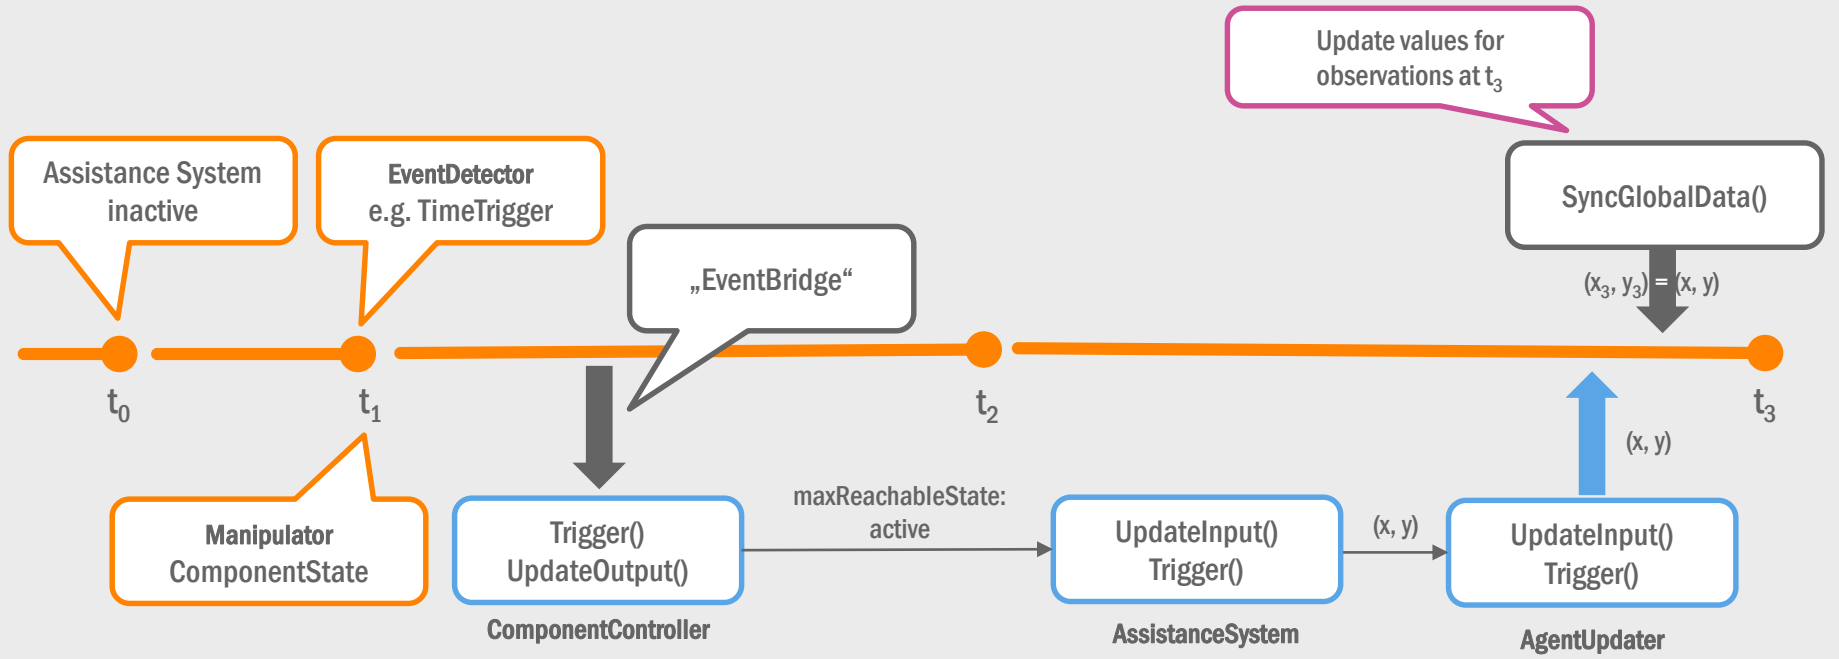 Update values for
observations at t3
Assistance System
inactive
EventDetector
e.g. TimeTrigger
SyncGlobalData()
„EventBridge“
(x3, y3) = (x, y)
t0
t1
t2
t3
(x, y)
Manipulator
ComponentState
Trigger()
UpdateOutput()
ComponentController
maxReachableState:
active
UpdateInput()
Trigger()
AssistanceSystem
(x, y)
UpdateInput()
Trigger()
AgentUpdater